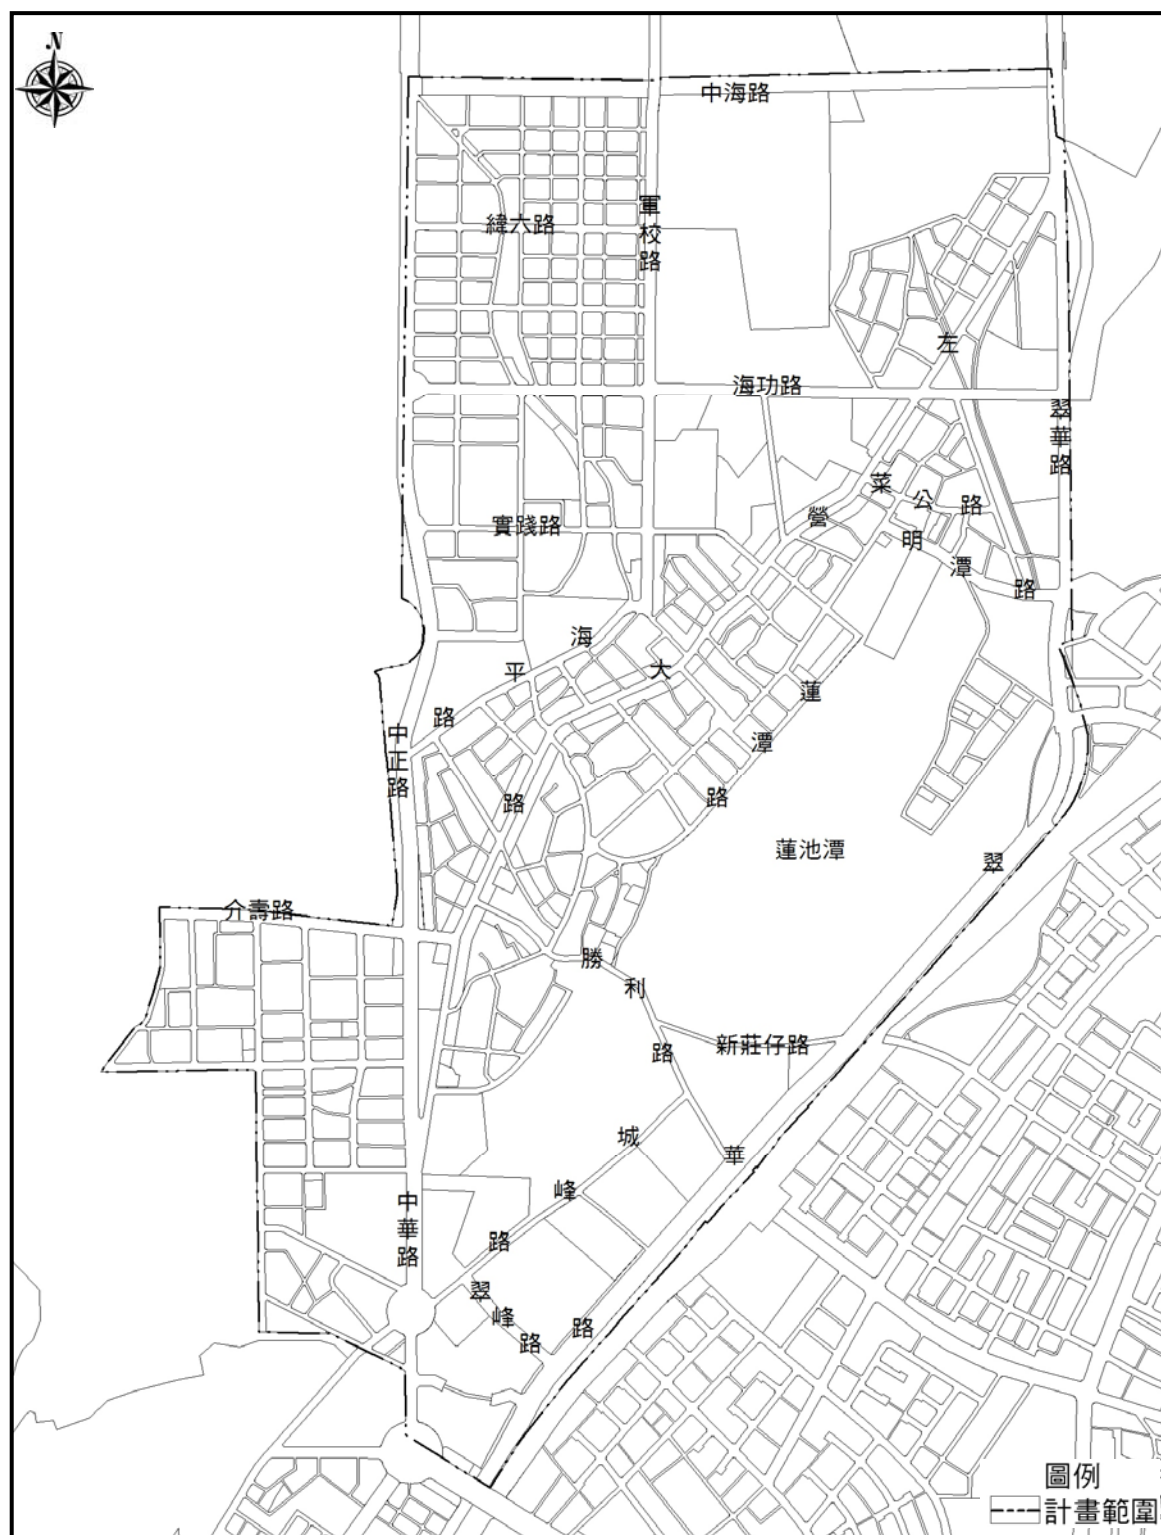 N
中海路
緯六路
軍校路
左營大路
海功路
翠華路
菜公路
實踐路
明潭路
海平路
蓮潭路
中正路
蓮池潭
翠華路
介壽路
勝利路
新莊仔路
城峰路
中華路
翠峰路
圖例
計畫範圍